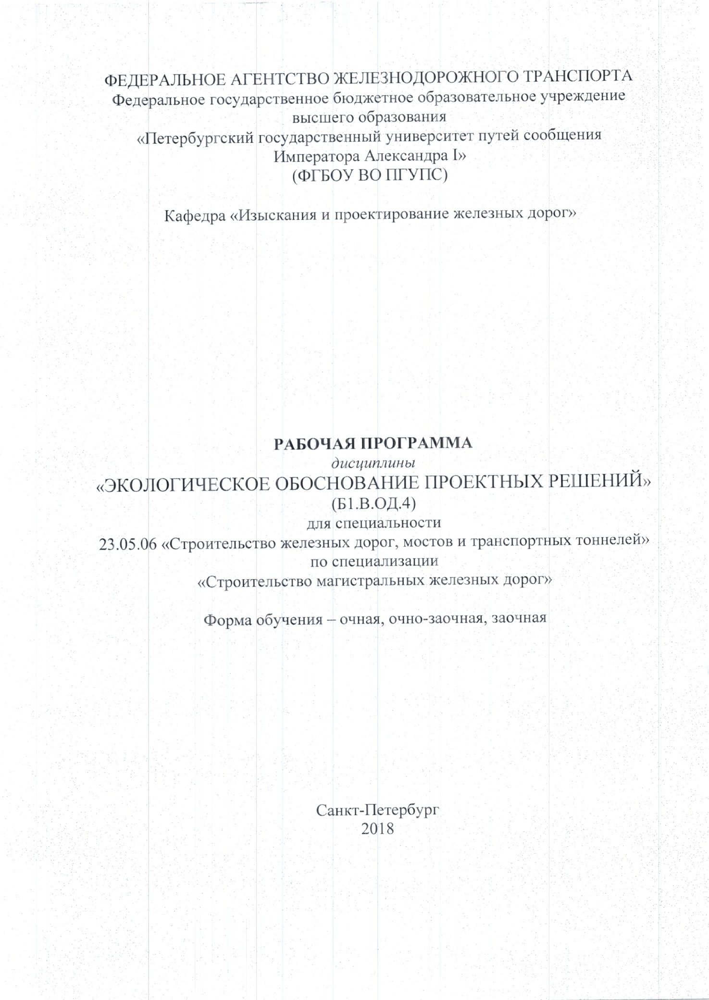 ФЕДЕРАЛЬНОЕ АГЕНТСТВО ЖЕЛЕЗНОДОРОЖНОГО ТРАНСПОРТА
Федеральное государственное бюджетное образовательное учреждение
высшего образования
«Петербургский государственный университет путей сообщения
Императора Александра I»
(ФГБОУ ВО ПГУПС)
Кафедра «Изыскания и проектирование железных дорог»
РАБОЧАЯ ПРОГРАММА
дисциплины
«ЭКОЛОГИЧЕСКОЕ ОБОСНОВАНИЕ ПРОЕКТНЫХ РЕШЕНИЙ»
(Б1.В.ОД.4)
для специальности
23.05.06 «Строительство железных дорог, мостов и транспортных тоннелей»
по специализации
«Строительство магистральных железных дорог»
Форма обучения – очная, очно-заочная, заочная
Санкт-Петербург
2018